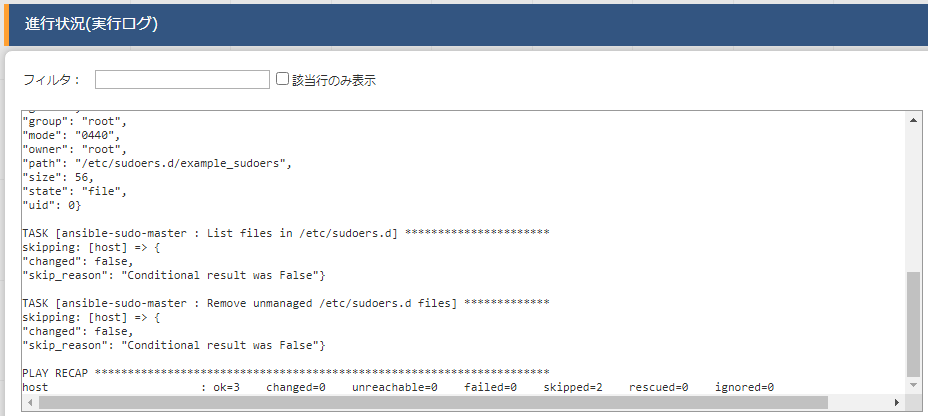 進行状況(実行ログ)
フィルタ：
該当行のみ表示
"group": "root",
"mode": "0440",
"owner": "root",
"path": "/etc/sudoers.d/example_sudoers",
"size": 56,
"state": "file",
"uid": 0}
TASK [ansible-sudo-master : List files in /etc/sudoers.d] **********************
skipping: [host] => {
"changed": false,
"skip_reason": "Conditional result was False"}
TASK [ansible-sudo-master : Remove unmanaged /etc/sudoers.d files] *************
skipping: [host] => {
"changed": false,
"skip_reason": "Conditional result was False"}
PLAY RECAP *********************************************************************
host                       : ok=3    changed=0    unreachable=0    failed=0    skipped=2    rescued=0    ignored=0